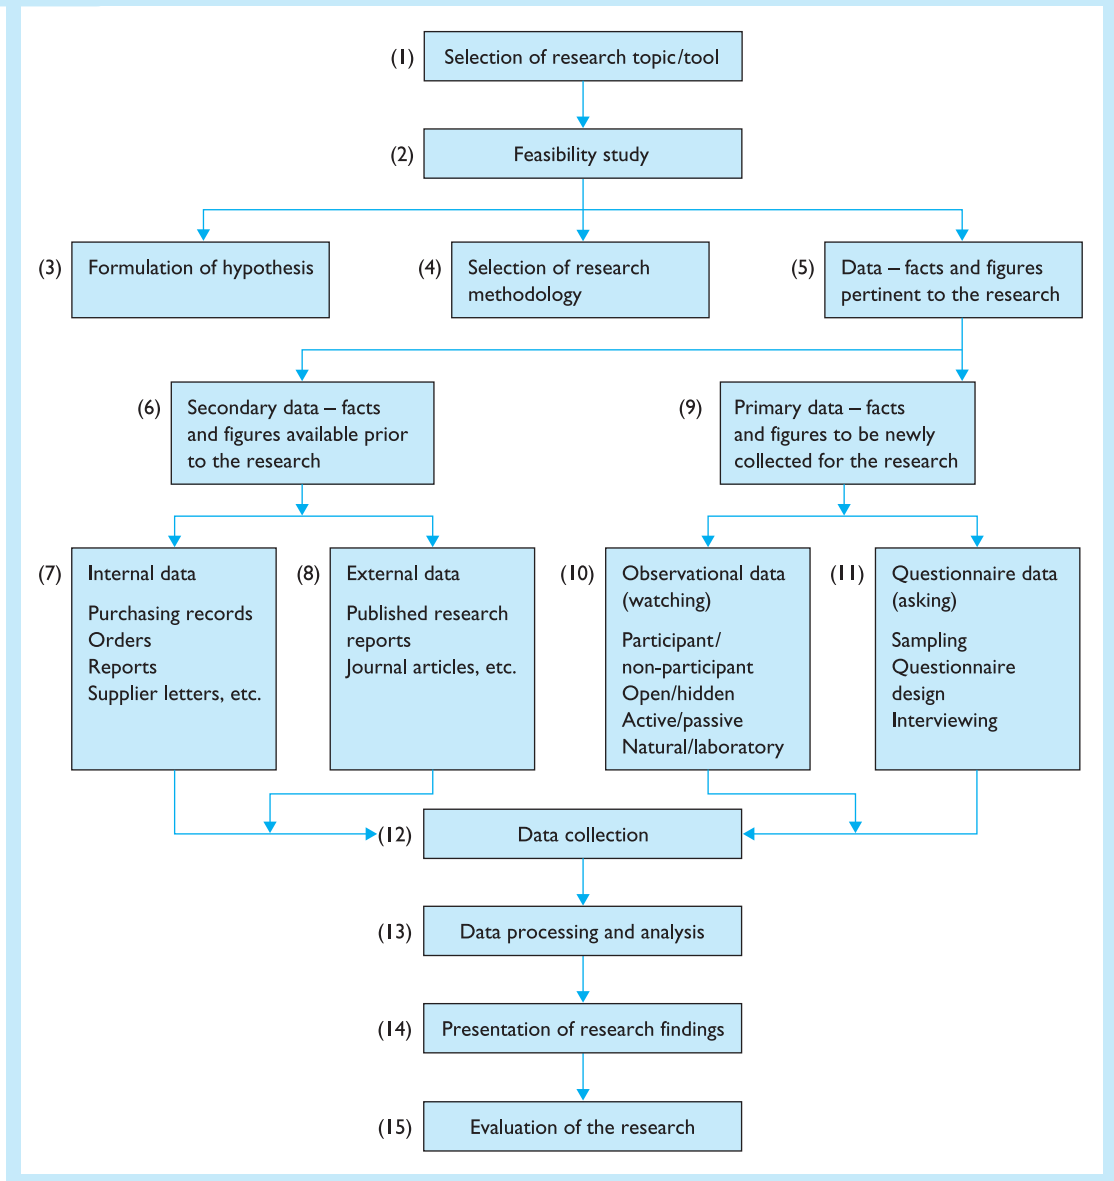 (1) Selection of research topic/tool
(2) Feasibility study
(3) Formulation of hypothesis
(4) Selection of research
methodology
(5) Data – facts and figures
pertinent to the research
(6) Secondary data – facts
and figures available prior
to the research
(9) Primary data – facts
and figures to be newly
collected for the research
(7) Internal data
Purchasing records
Orders
Reports
Supplier letters, etc.
(8) External data
Published research
reports
Journal articles, etc.
(10) Observational data
(watching)
Participant/
non-participant
Open/hidden
Active/passive
Natural/laboratory
(11) Questionnaire data
(asking)
Sampling
Questionnaire
design
Interviewing
(12) Data collection
(13) Data processing and analysis
(14) Presentation of research findings
(15) Evaluation of the research